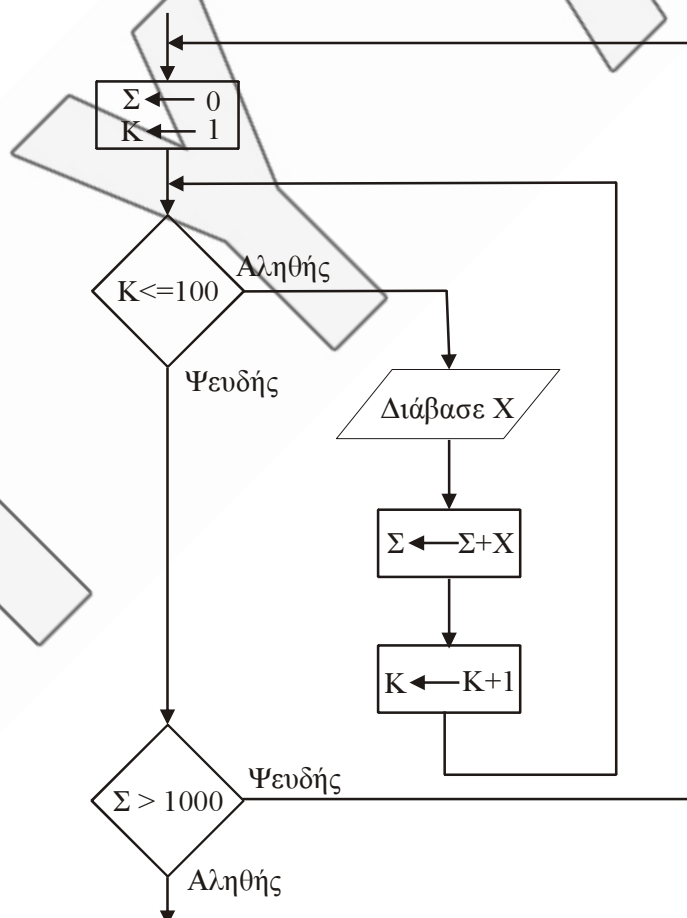 Σ ← 0
Κ ← 1
Κ<=100
Αληθής
Ψευδής
Διάβασε Χ
Σ ← Σ+Χ
Κ ← Κ+1
Σ > 1000
Ψευδής
Αληθής